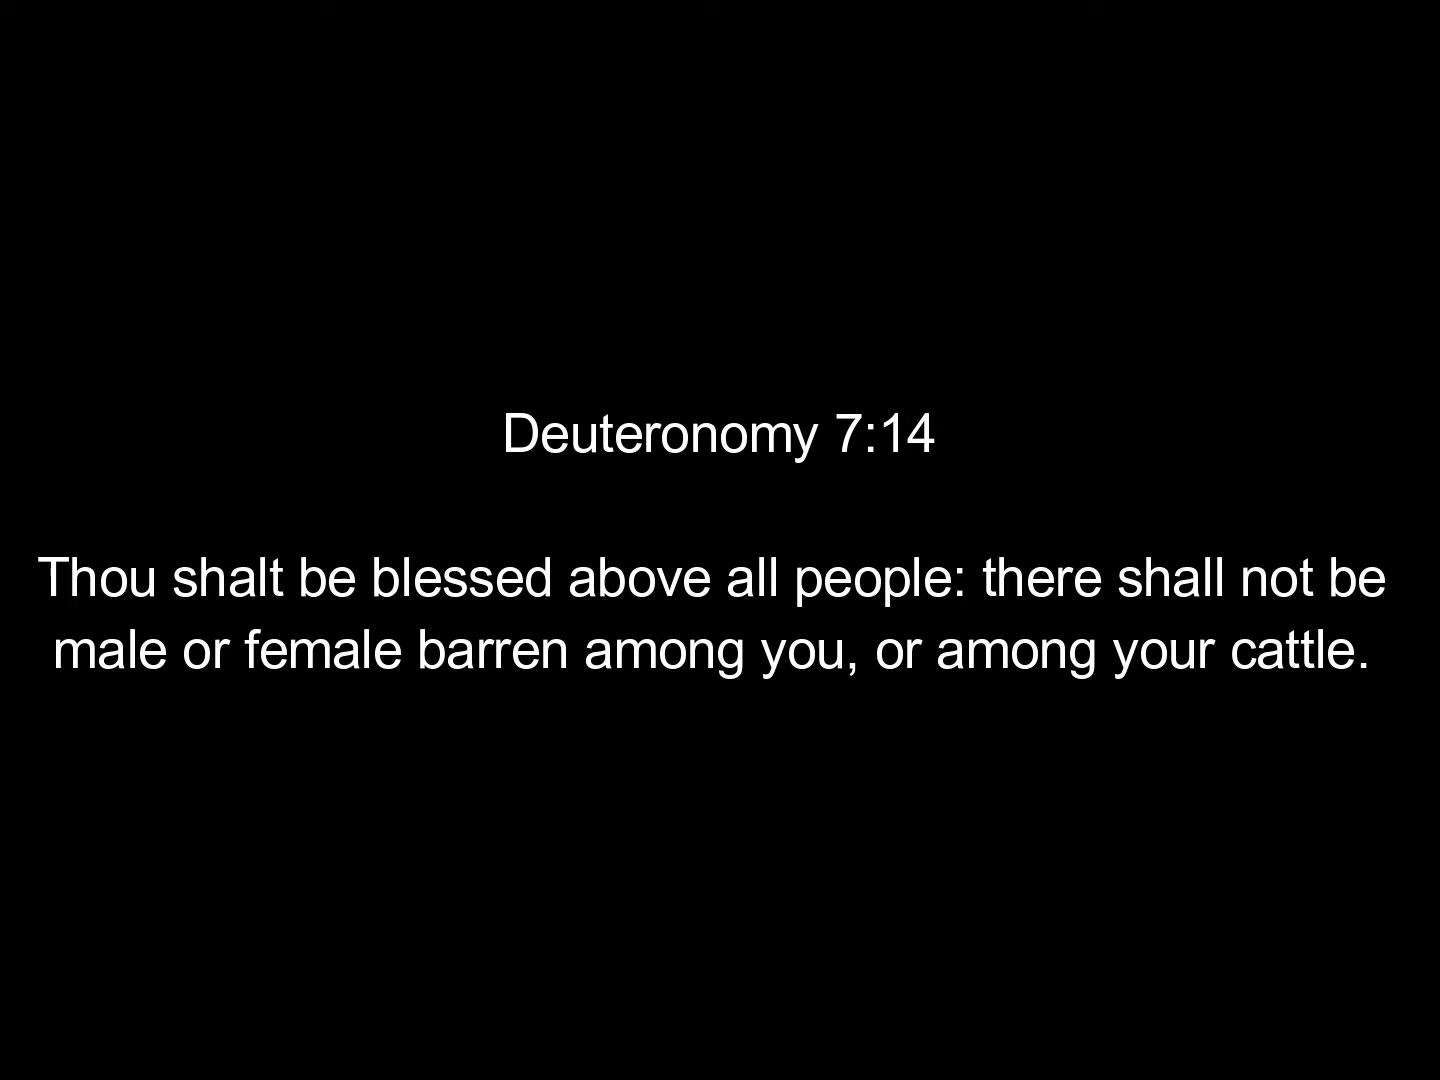 Deuteronomy 7:14
Thou shalt be blessed above all people: there shall not be
male or female barren among you, or among your cattle.